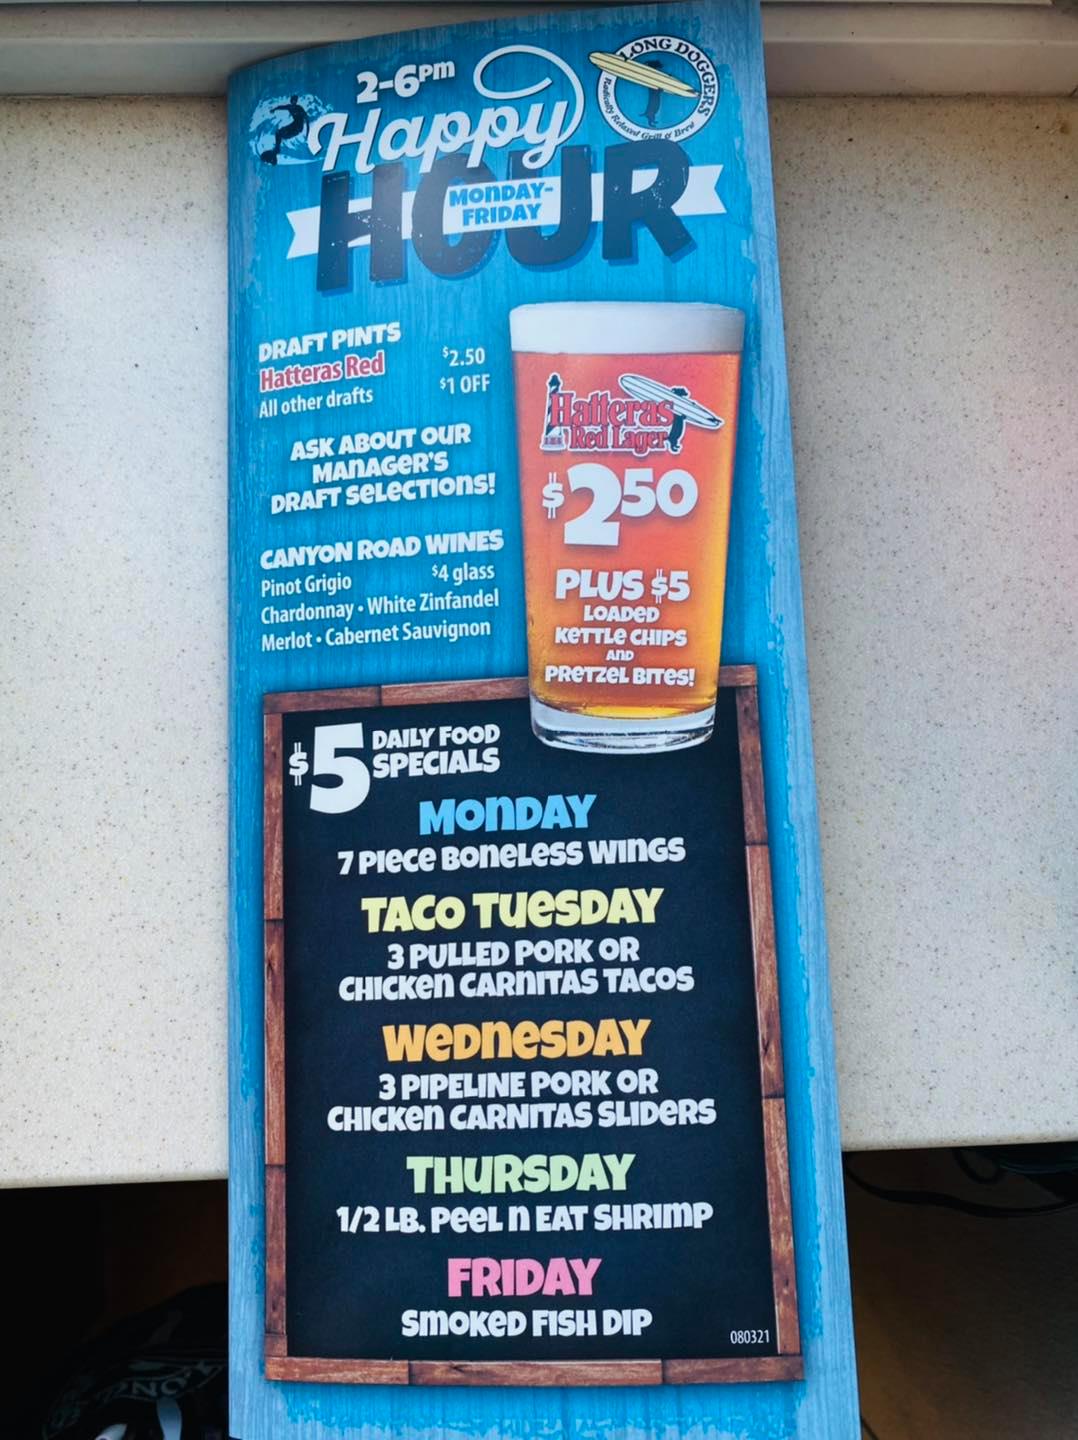 2-6pm
Happy
HOUR
MONDAY-
FRIDAY
LONG DOGGERS
Radically Relaxed Grill & Brew
DRAFT PINTS
Hatteras Red $2.50
All other drafts $1 OFF
ASK ABOUT OUR
MANAGER'S
DRAFT SELECTIONS!
CANYON ROAD WINES
Pinot Grigio $4 glass
Chardonnay • White Zinfandel
Merlot • Cabernet Sauvignon
Hatteras
Red Lager
$2 50
PLUS $5
LOADED
KETTLE CHIPS
AND
PRETZEL BITES!
$5 DAILY FOOD
SPECIALS
MONDAY
7 PIECE BONELESS WINGS
TACO TUESDAY
3 PULLED PORK OR
CHICKEN CARNITAS TACOS
WEDNESDAY
3 PIPELINE PORK OR
CHICKEN CARNITAS SLIDERS
THURSDAY
1/2 LB. PEEL N EAT SHRIMP
FRIDAY
SMOKED FISH DIP
080321